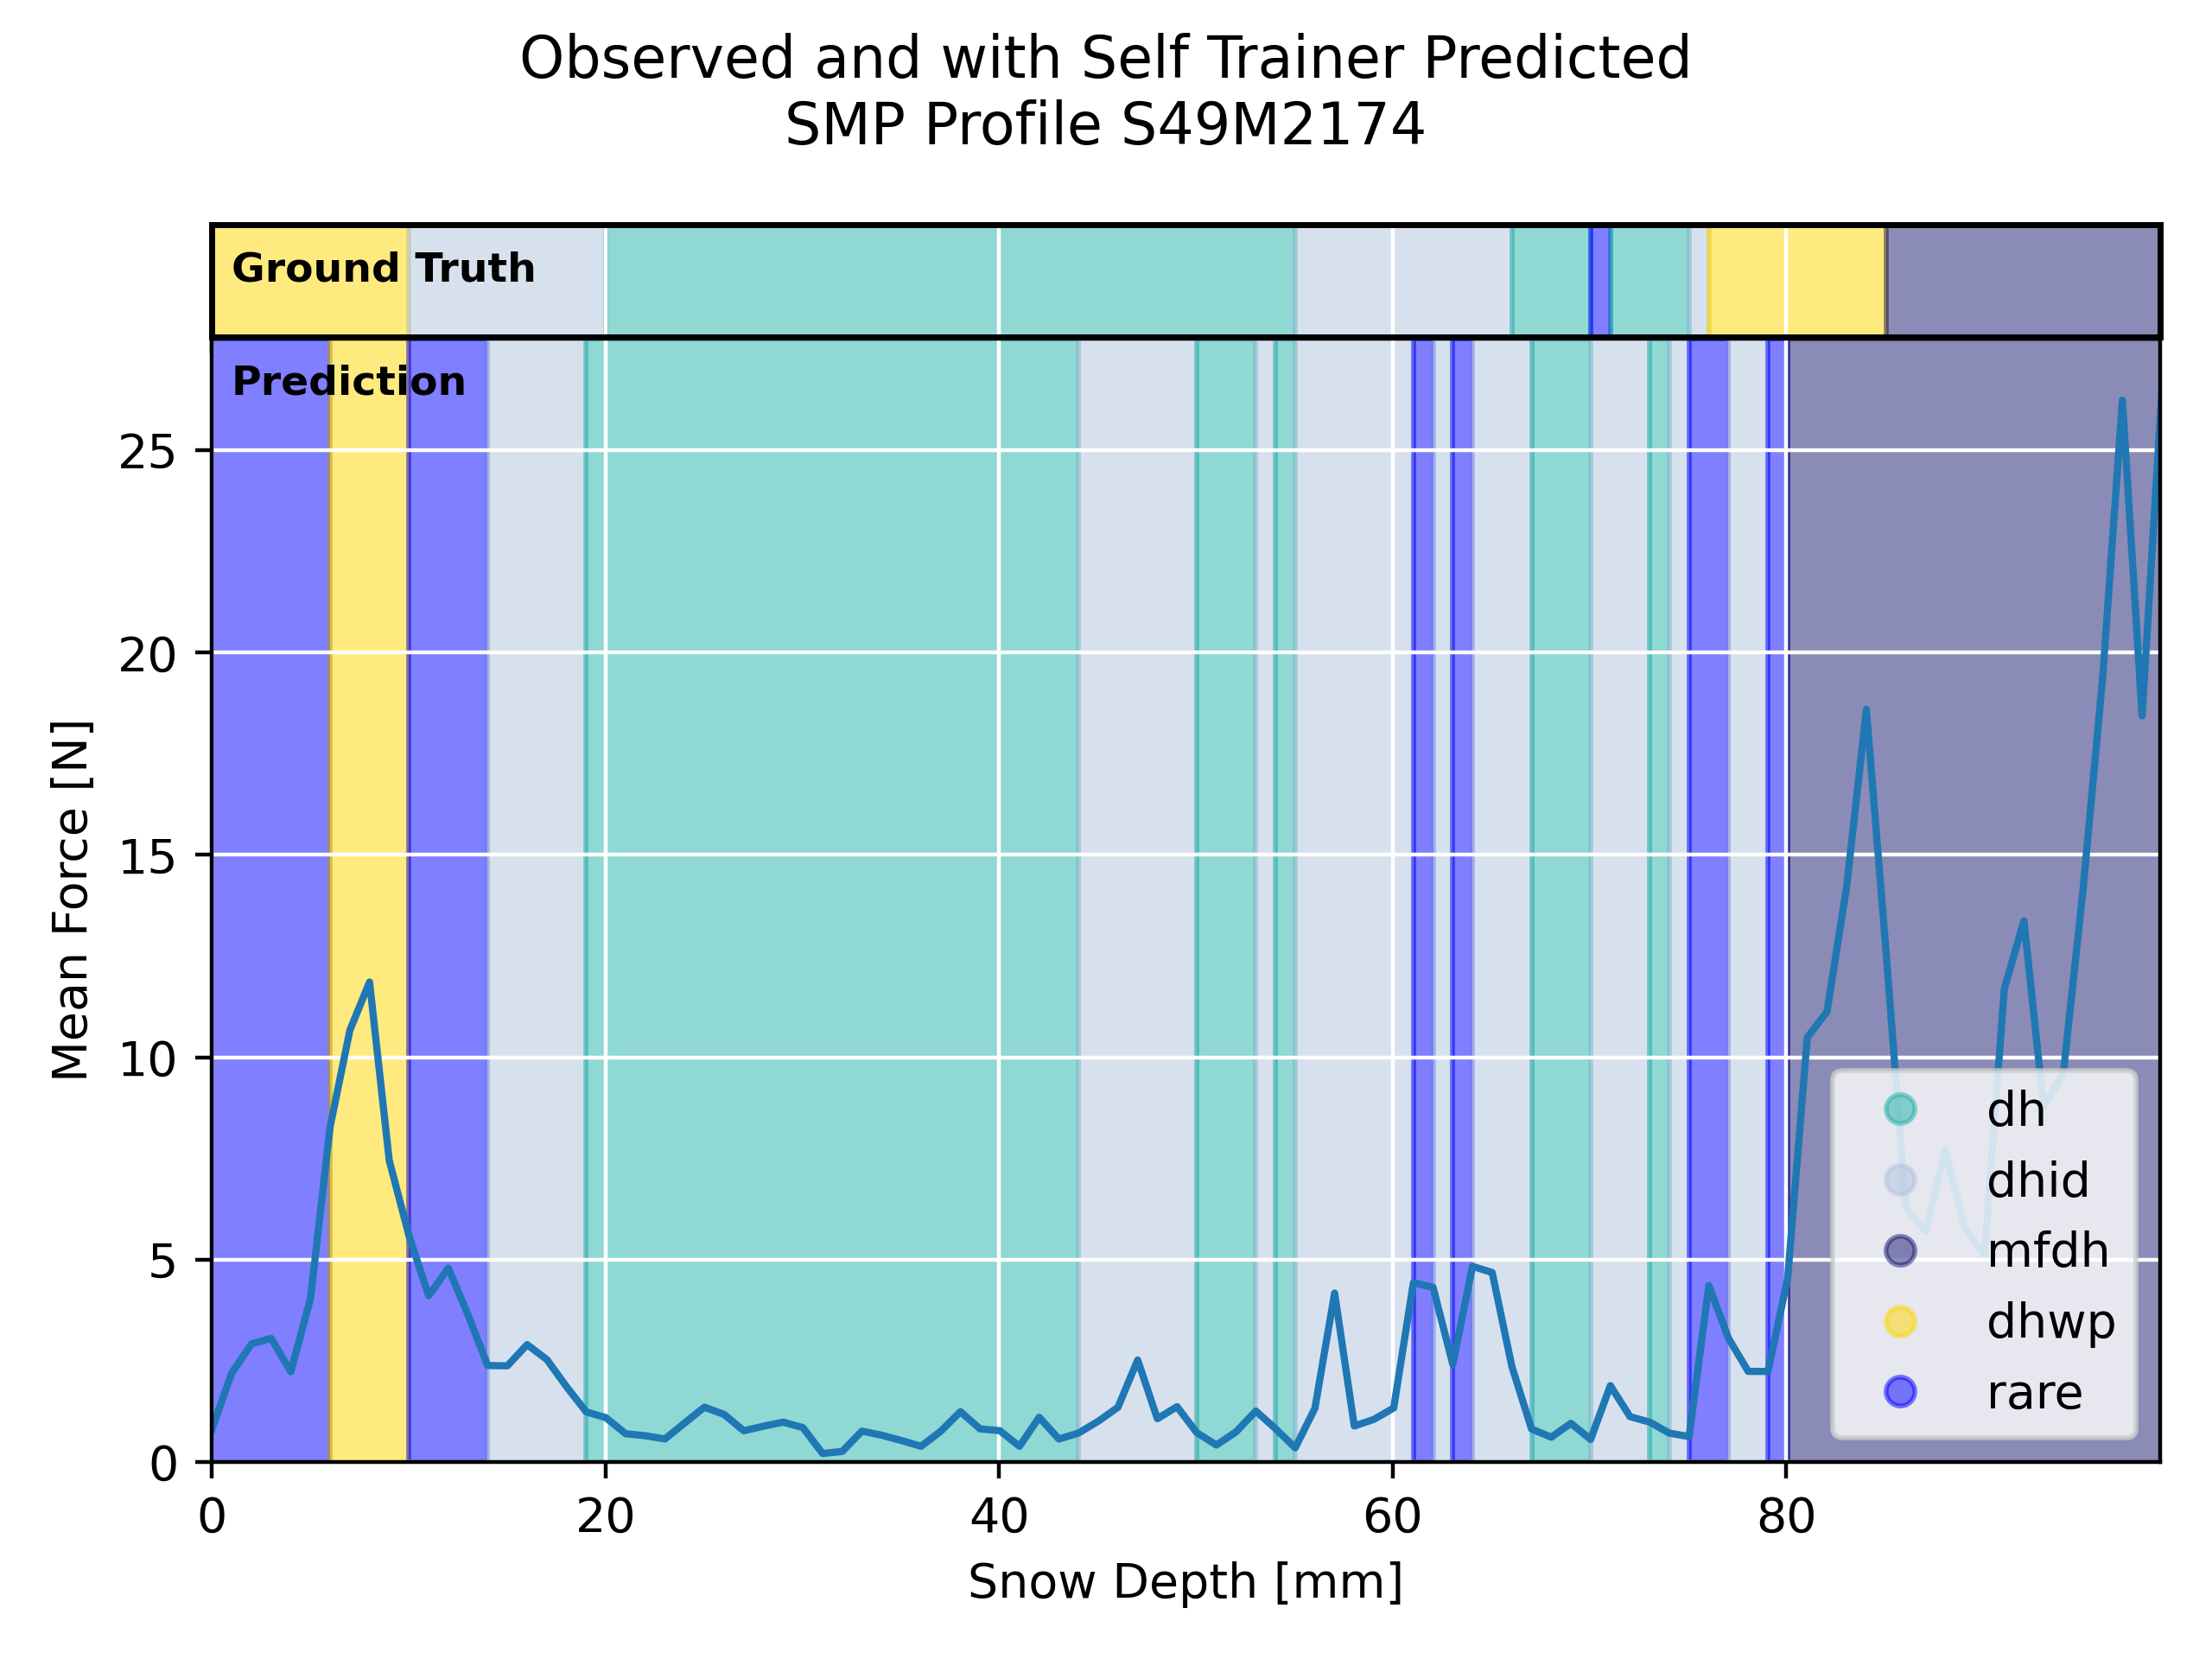 Observed and with Self Trainer Predicted
SMP Profile S49M2174
Ground Truth
Prediction
25
20
15
10
5
0
Mean Force [N]
0 20 40 60 80
Snow Depth [mm]
dh
dhid
mfdh
dhwp
rare